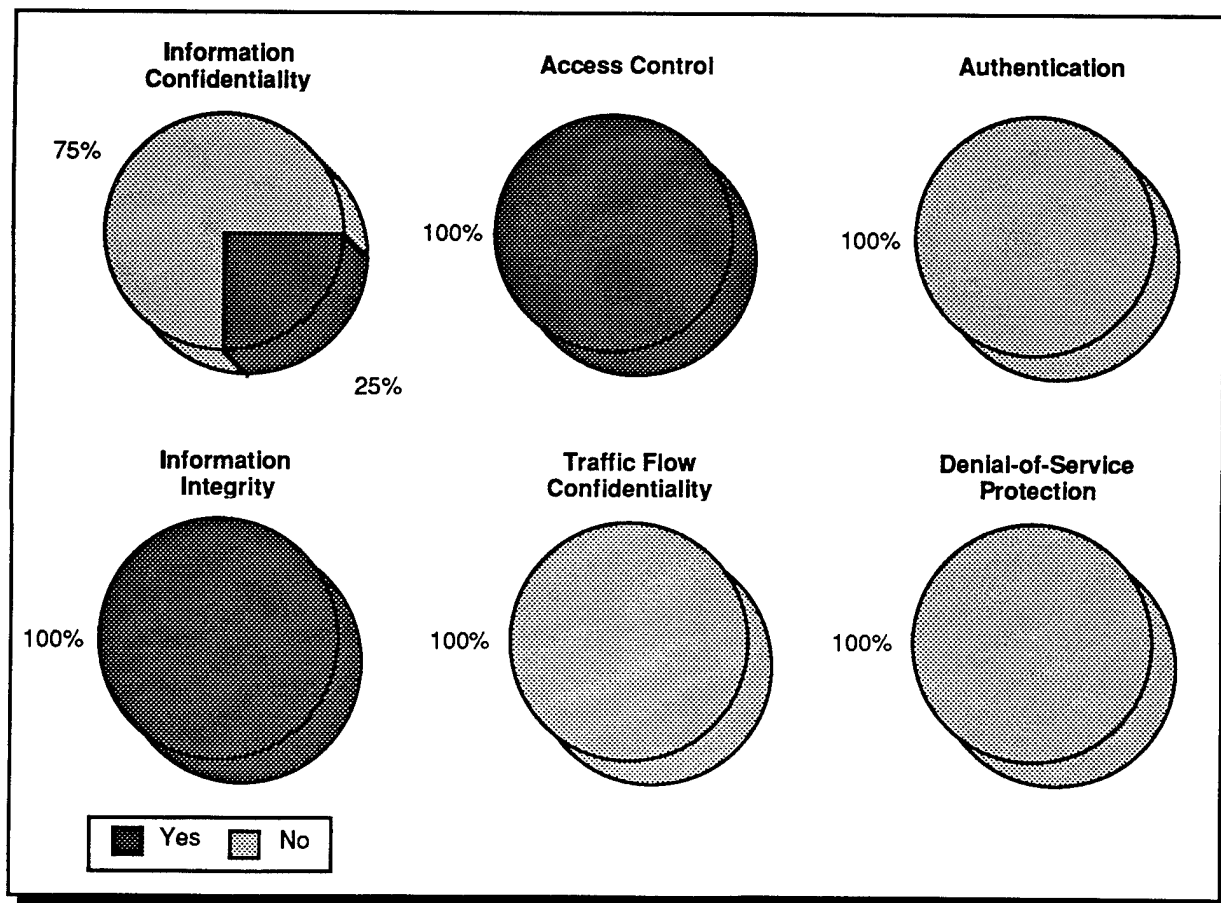 Information
Confidentiality
75%
25%
Access Control
100%
Authentication
100%
Information
Integrity
100%
Traffic Flow
Confidentiality
100%
Denial-of-Service
Protection
100%
Yes No